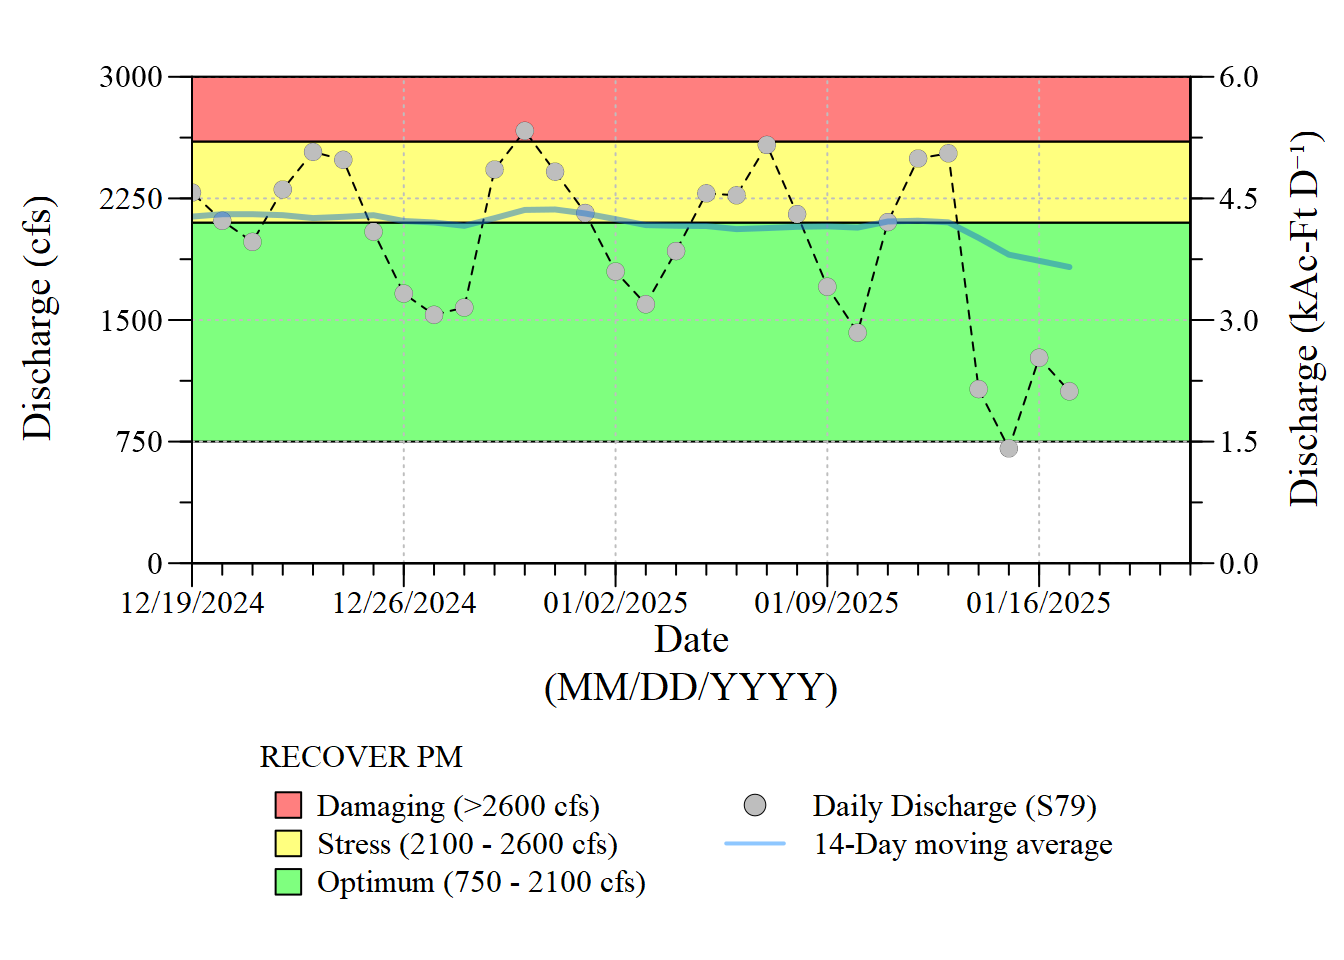 3000
2250
1500
750
0
Discharge (cfs)
6.0
4.5
3.0
1.5
0.0
Discharge (kAc-Ft D⁻¹)
12/19/2024
12/26/2024
01/02/2025
01/09/2025
01/16/2025
Date
(MM/DD/YYYY)
RECOVER PM
Damaging (>2600 cfs)
Stress (2100 - 2600 cfs)
Optimum (750 - 2100 cfs)
Daily Discharge (S79)
14-Day moving average